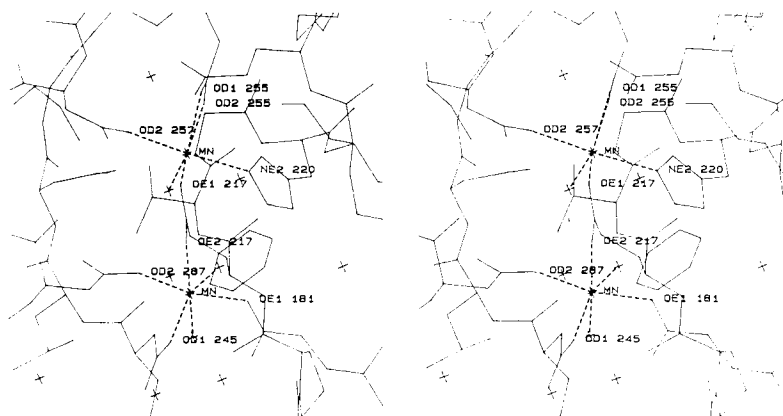 OD1 255
OD2 255
OD2 257
MN
NE2 220
OE1 217
OE2 217
OD2 287
MN
OE1 181
OD1 245
OD1 255
OD2 255
OD2 257
MN
NE2 220
OE1 217
OE2 217
OD2 287
MN
OE1 181
OD1 245